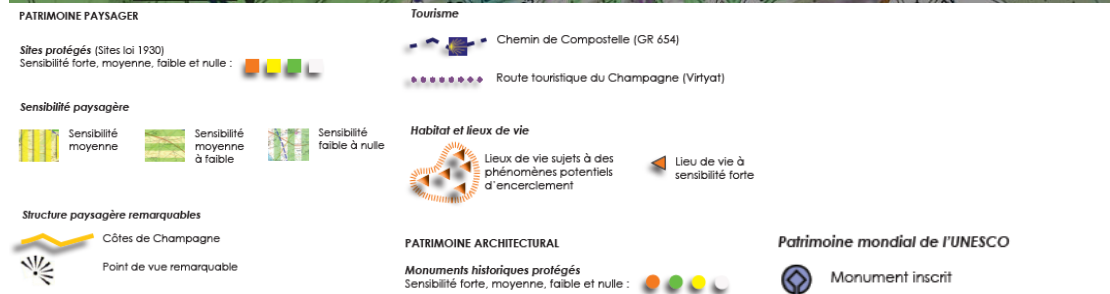 PATRIMOINE PAYSAGER
Sites protégés (Sites loi 1930)
Sensibilité forte, moyenne, faible et nulle :
Sensibilité paysagère
Sensibilité
moyenne
Sensibilité
moyenne
à faible
Sensibilité
faible à nulle
Structure paysagère remarquables
Côtes de Champagne
Point de vue remarquable
Tourisme
Chemin de Compostelle (GR 654)
Route touristique du Champagne (Virtyat)
Habitat et lieux de vie
Lieux de vie sujets à des
phénomènes potentiels
d'encerclement
Lieu de vie à
sensibilité forte
PATRIMOINE ARCHITECTURAL
Monuments historiques protégés
Sensibilité forte, moyenne, faible et nulle :
Patrimoine mondial de l'UNESCO
Monument inscrit